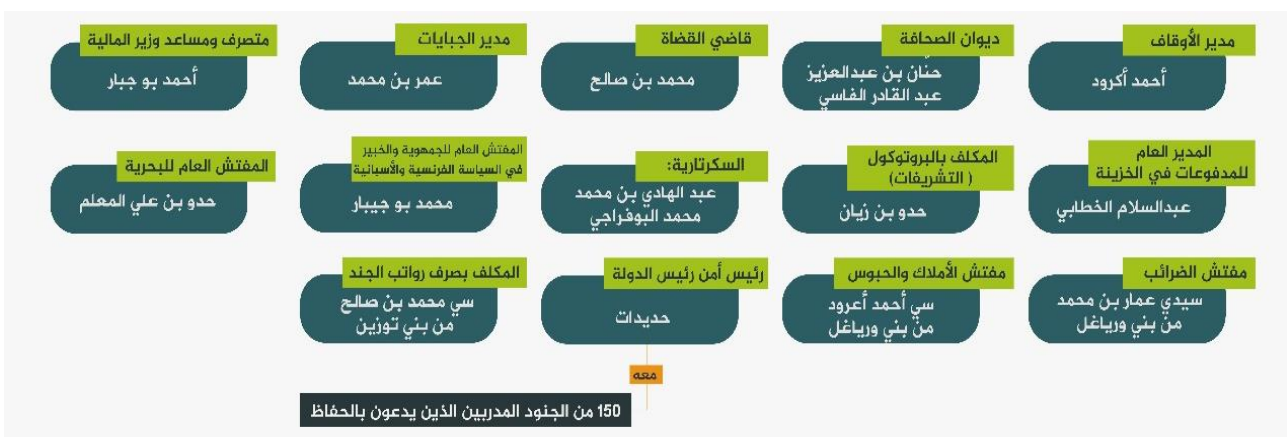 مدير الأوقاف
أحمد أكرود
ديوان الصحافة
حنّان بن عبدالعزيز
عبد القادر الفاسي
قاضي القضاة
محمد بن صالح
مدير الجبايات
عمر بن محمد
متصرف ومساعد وزير المالية
أحمد بو جبار
المدير العام
للمدفوعات في الخزينة
عبدالسلام الخطابي
المكلف بالبروتوكول
( التشريفات)
حدو بن زيان
السكرتارية:
عبد الهادي بن محمد
محمد البوفراجي
المفتش العام للجمهوية والخبير
في السياسة الفرنسية والأسبانية
محمد بو جيبار
المفتش العام للبحرية
حدو بن علي المعلم
مفتش الضرائب
سيدي عمار بن محمد
من بني ورياغل
مفتش الأملاك والحبوس
سي أحمد أعرود
من بني ورياغل
رئيس أمن رئيس الدولة
حديدات
معه
150 من الجنود المدربين الذين يدعون بالحفاظ
المكلف بصرف رواتب الجند
سي محمد بن صالح
من بني توزين